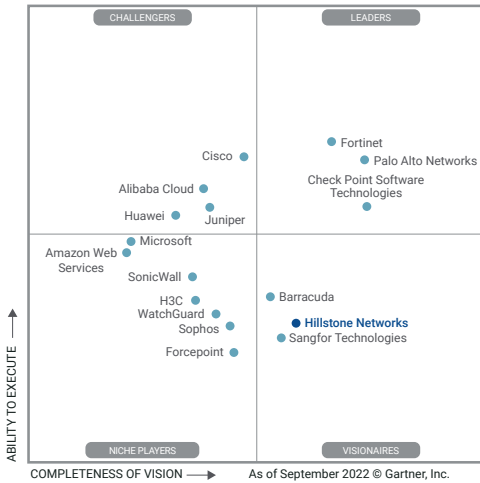 CHALLENGERS
LEADERS
Fortinet
Cisco
Palo Alto Networks
Check Point Software
Technologies
Alibaba Cloud
Huawei
Juniper
Microsoft
Amazon Web
Services
SonicWall
Barracuda
H3C
WatchGuard
Hillstone Networks
Sophos
Sangfor Technologies
Forcepoint
ABILITY TO EXECUTE
NICHE PLAYERS
VISIONAIRES
COMPLETENESS OF VISION
As of September 2022 © Gartner, Inc.